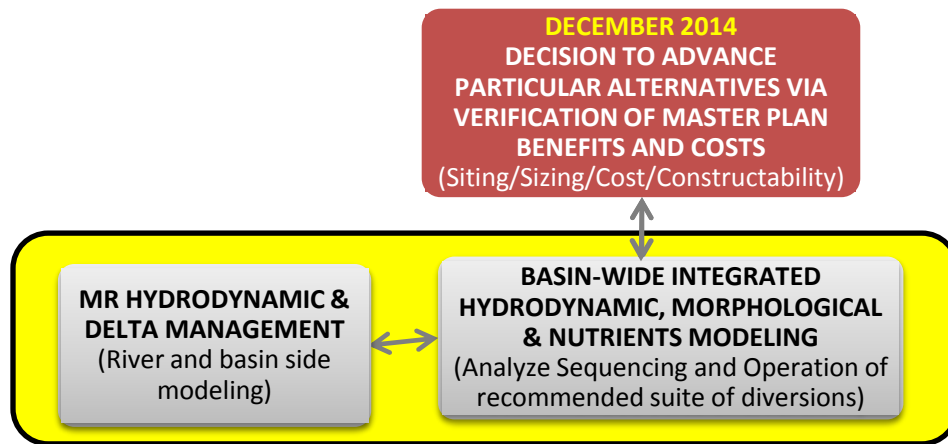 DECEMBER 2014
DECISION TO ADVANCE
PARTICULAR ALTERNATIVES VIA
VERIFICATION OF MASTER PLAN
BENEFITS AND COSTS
(Siting/Sizing/Cost/Constructability)
MR HYDRODYNAMIC &
DELTA MANAGEMENT
(River and basin side
modeling)
BASIN-WIDE INTEGRATED
HYDRODYNAMIC, MORPHOLOGICAL
& NUTRIENTS MODELING
(Analyze Sequencing and Operation of
recommended suite of diversions)